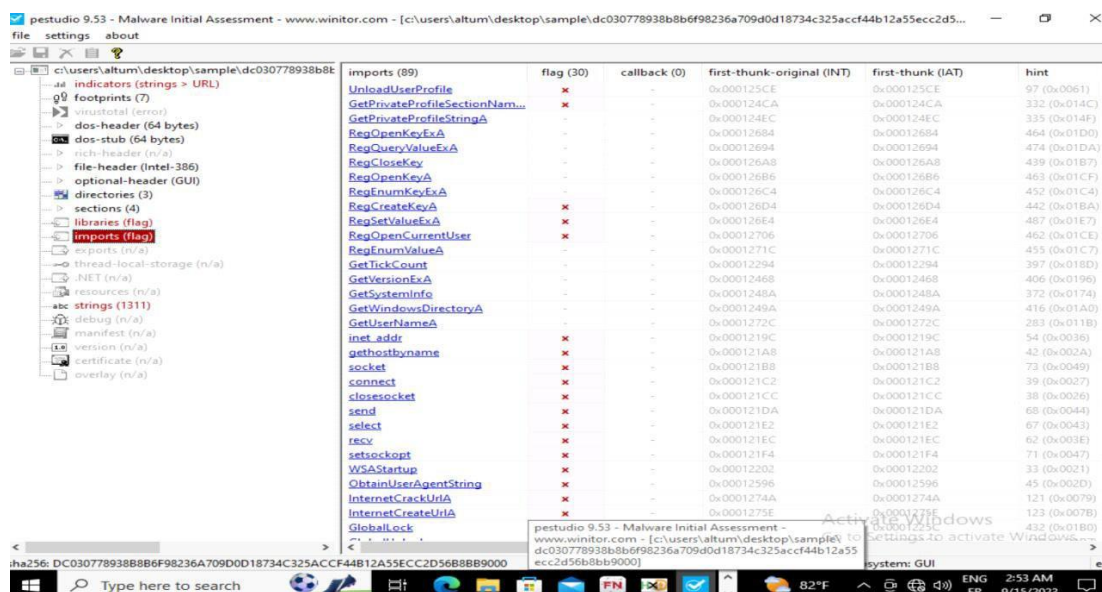 pestudio 9.53 - Malware Initial Assessment - www.winitor.com - [c:\users\altum\desktop\sample\dc030778938b8b6f98236a709d0d18734c325accf44b12a55ecc2d5...
file settings about
c:\users\altum\desktop\sample\dc030778938b8b
indicators (strings > URL)
footprints (7)
virustotal (error)
dos-header (64 bytes)
dos-stub (64 bytes)
rich-header (n/a)
file-header (Intel-386)
optional-header (GUI)
directories (3)
sections (4)
libraries (flag)
imports (flag)
exports (n/a)
thread-local-storage (n/a)
.NET (n/a)
resources (n/a)
abc strings (1311)
debug (n/a)
manifest (n/a)
1.0 version (n/a)
certificate (n/a)
overlay (n/a)
imports (89) flag (30) callback (0) first-thunk-original (INT) first-thunk (IAT) hint
UnloadUserProfile × - 0x000125CE 0x000125CE 97 (0x0061)
GetPrivateProfileSectionNam... × - 0x000124CA 0x000124CA 332 (0x014C)
GetPrivateProfileStringA - - 0x000124EC 0x000124EC 335 (0x014F)
RegOpenKeyExA - - 0x00012684 0x00012684 464 (0x01D0)
RegQueryValueExA - - 0x00012694 0x00012694 474 (0x01DA)
RegCloseKey - - 0x000126A8 0x000126A8 439 (0x01B7)
RegOpenKeyA - - 0x000126B6 0x000126B6 463 (0x01CF)
RegEnumKeyExA - - 0x000126C4 0x000126C4 452 (0x01C4)
RegCreateKeyA × - 0x000126D4 0x000126D4 442 (0x01BA)
RegSetValueExA × - 0x000126E4 0x000126E4 487 (0x01E7)
RegOpenCurrentUser × - 0x00012706 0x00012706 462 (0x01CE)
RegEnumValueA - - 0x0001271C 0x0001271C 455 (0x01C7)
GetTickCount - - 0x00012294 0x00012294 397 (0x018D)
GetVersionExA - - 0x00012468 0x00012468 406 (0x0196)
GetSystemInfo - - 0x0001248A 0x0001248A 372 (0x0174)
GetWindowsDirectoryA - - 0x0001249A 0x0001249A 416 (0x01A0)
GetUserNameA - - 0x0001272C 0x0001272C 283 (0x011B)
inet_addr × - 0x0001219C 0x0001219C 54 (0x0036)
gethostbyname × - 0x000121A8 0x000121A8 42 (0x002A)
socket × - 0x000121B8 0x000121B8 73 (0x0049)
connect × - 0x000121C2 0x000121C2 39 (0x0027)
closesocket × - 0x000121CC 0x000121CC 38 (0x0026)
send × - 0x000121DA 0x000121DA 68 (0x0044)
select × - 0x000121E2 0x000121E2 67 (0x0043)
recv × - 0x000121EC 0x000121EC 62 (0x003E)
setsockopt × - 0x000121F4 0x000121F4 71 (0x0047)
WSAStartup × - 0x00012202 0x00012202 33 (0x0021)
ObtainUserAgentString × - 0x00012596 0x00012596 45 (0x002D)
InternetCrackUrlA × - 0x0001274A 0x0001274A 121 (0x0079)
InternetCreateUrlA × - 0x0001275E 0x0001275E 123 (0x007B)
GlobalLock 0x0001225C 432 (0x01B0)
pestudio 9.53 - Malware Initial Assessment -
www.winitor.com - [c:\users\altum\desktop\sample\
dc030778938b8b6f98236a709d0d18734c325accf44b12a55
ecc2d56b8bb9000]
Activate Windows
to Settings to activate Windows.
sha256: DC030778938B8B6F98236A709D0D18734C325ACCF44B12A55ECC2D56B8BB9000
system: GUI
Type here to search
FN
82°F
ENG
FR
2:53 AM
9/15/2023